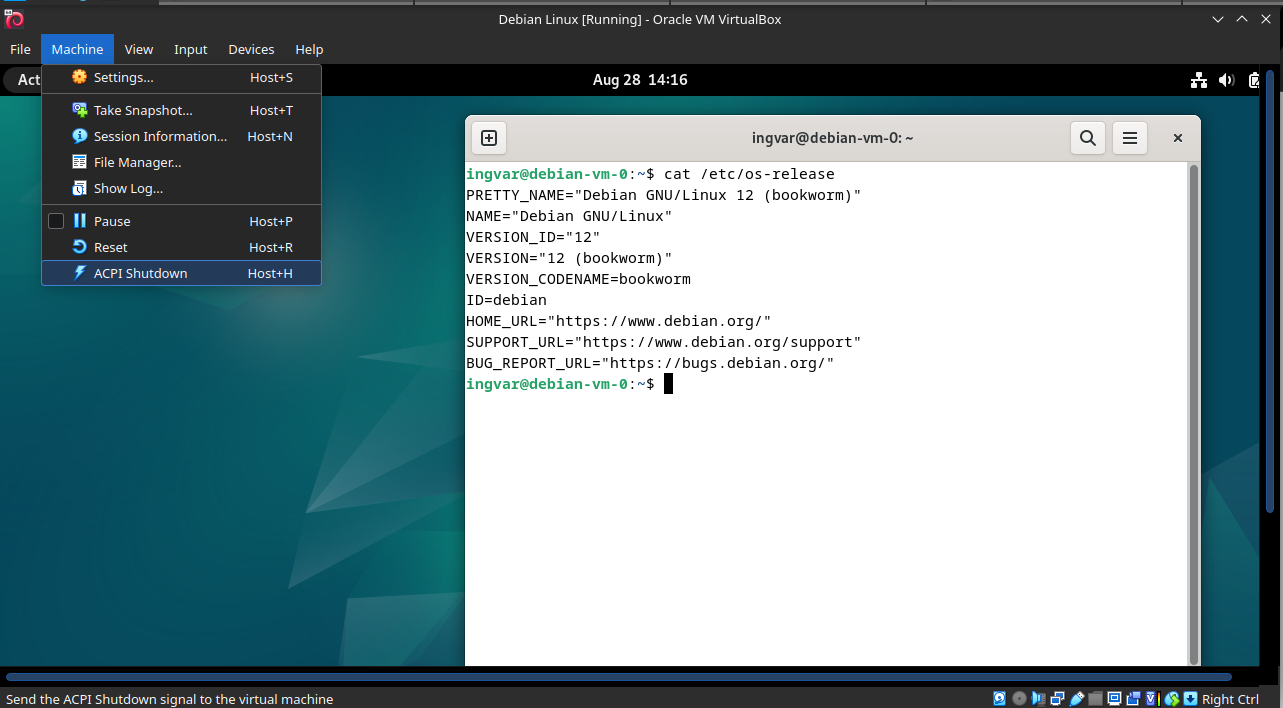 Debian Linux [Running] - Oracle VM VirtualBox
File Machine View Input Devices Help
Act
Aug 28 14:16
Settings... Host+S
Take Snapshot... Host+T
Session Information... Host+N
File Manager...
Show Log...
Pause Host+P
Reset Host+R
ACPI Shutdown Host+H
ingvar@debian-vm-0: ~
ingvar@debian-vm-0:~$ cat /etc/os-release
PRETTY_NAME="Debian GNU/Linux 12 (bookworm)"
NAME="Debian GNU/Linux"
VERSION_ID="12"
VERSION="12 (bookworm)"
VERSION_CODENAME=bookworm
ID=debian
HOME_URL="https://www.debian.org/"
SUPPORT_URL="https://www.debian.org/support"
BUG_REPORT_URL="https://bugs.debian.org/"
ingvar@debian-vm-0:~$
Send the ACPI Shutdown signal to the virtual machine
Right Ctrl